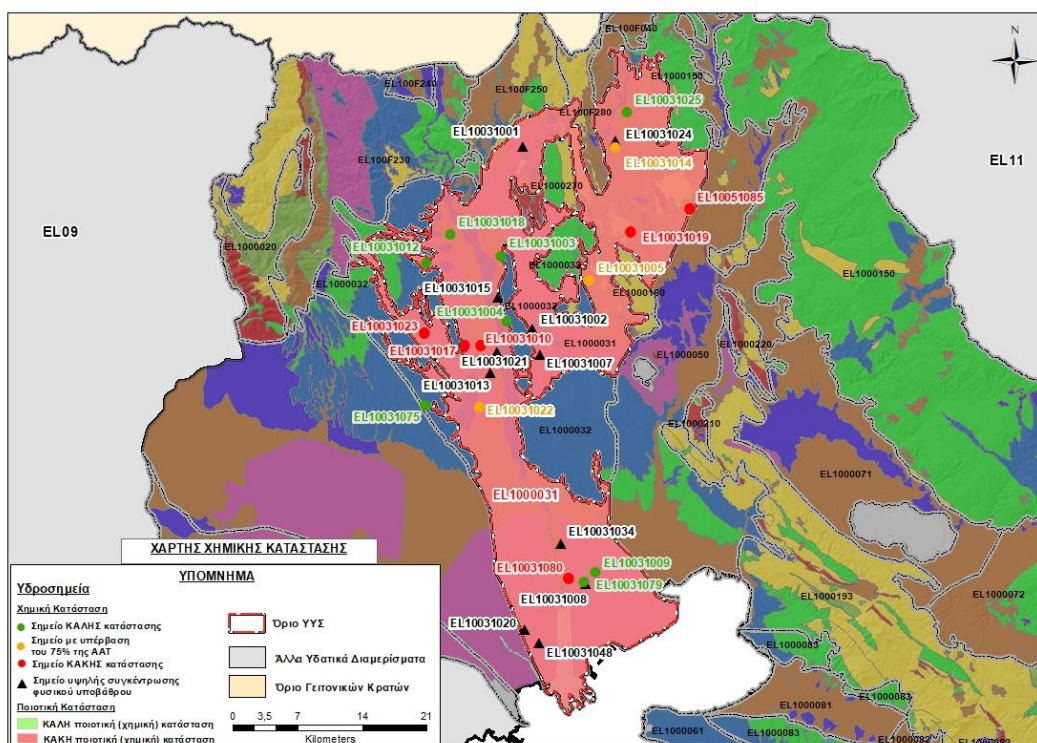 N
EL100F040
EL100F240
EL100F250
EL1000150
EL10031025
EL100F280
EL10031001
EL10031024
EL10031014
EL100F230
EL11
EL1000270
EL10051085
EL09
EL10031018
EL10031019
EL1000020
EL10031012
EL10031003
EL1000033
EL10031005
EL1000150
EL1000032
EL10031015
EL1000160
EL10031004
EL1000032
EL10031002
EL10031023
EL10031010
EL1000031
EL1000220
EL10031017
EL1000050
EL10031021
EL10031007
EL10031013
EL10031075
EL10031022
EL1000210
EL1000032
EL1000071
EL1000031
EL10031034
ΧΑΡΤΗΣ ΧΗΜΙΚΗΣ ΚΑΤΑΣΤΑΣΗΣ
EL10031009
EL10031080
EL10031079
EL1000193
EL1000072
EL10031008
EL10031020
EL10031048
EL1000083
EL1000083
EL1000081
EL1000061
EL1000082
ΥΠΟΜΝΗΜΑ
Υδροσημεία
Χημική Κατάσταση
Σημείο ΚΑΛΗΣ κατάστασης
Σημείο με υπέρβαση
του 75% της ΑΑΤ
Σημείο ΚΑΚΗΣ κατάστασης
Σημείο υψηλής συγκέντρωσης
φυσικού υποβάθρου
Ποιοτική Κατάσταση
ΚΑΛΗ ποιοτική (χημική) κατάσταση
ΚΑΚΗ ποιοτική (χημική) κατάσταση
Όριο ΥΥΣ
Άλλα Υδατικά Διαμερίσματα
Όριο Γειτονικών Κρατών
0 3,5 7 14 21
Kilometers